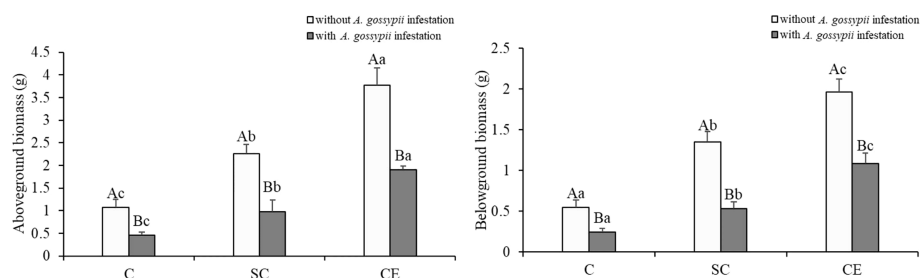 without A. gossypii infestation
with A. gossypii infestation
Aboveground biomass (g)
4.5
4
3.5
3
2.5
2
1.5
1
0.5
0
Ac
Bc
Ab
Bb
Aa
Ba
C
SC
CE
without A. gossypii infestation
with A. gossypii infestation
Belowground biomass (g)
2.5
2
1.5
1
0.5
0
Aa
Ba
Ab
Bb
Ac
Bc
C
SC
CE